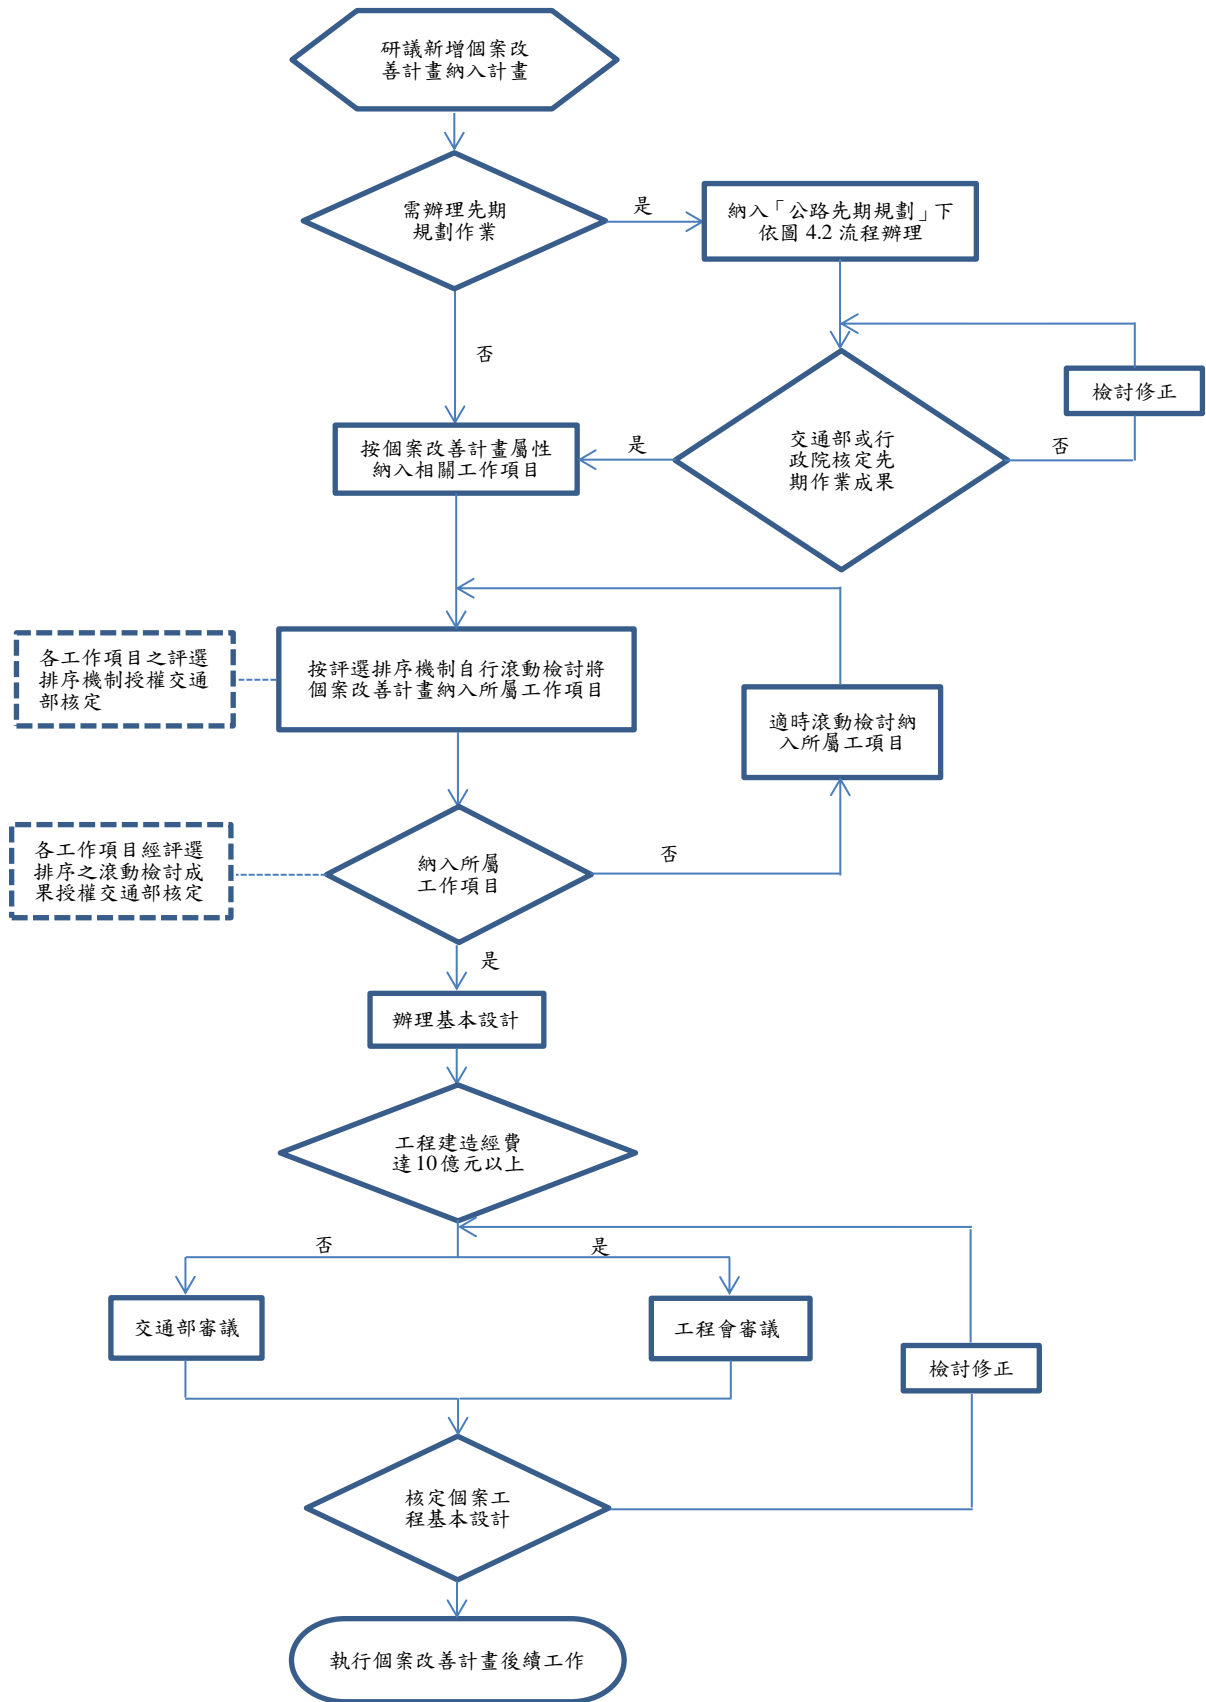 研議新增個案改
善計畫納入計畫
需辦理先期
規劃作業
是
納入「公路先期規劃」下
依圖 4.2 流程辦理
否
檢討修正
交通部或行
政院核定先
期作業成果
否
是
按個案改善計畫屬性
納入相關工作項目
各工作項目之評選
排序機制授權交通
部核定
按評選排序機制自行滾動檢討將
個案改善計畫納入所屬工作項目
適時滾動檢討納
入所屬工項目
各工作項目經評選
排序之滾動檢討成
果授權交通部核定
納入所屬
工作項目
否
是
辦理基本設計
工程建造經費
達10億元以上
否
是
交通部審議
工程會審議
檢討修正
核定個案工
程基本設計
執行個案改善計畫後續工作